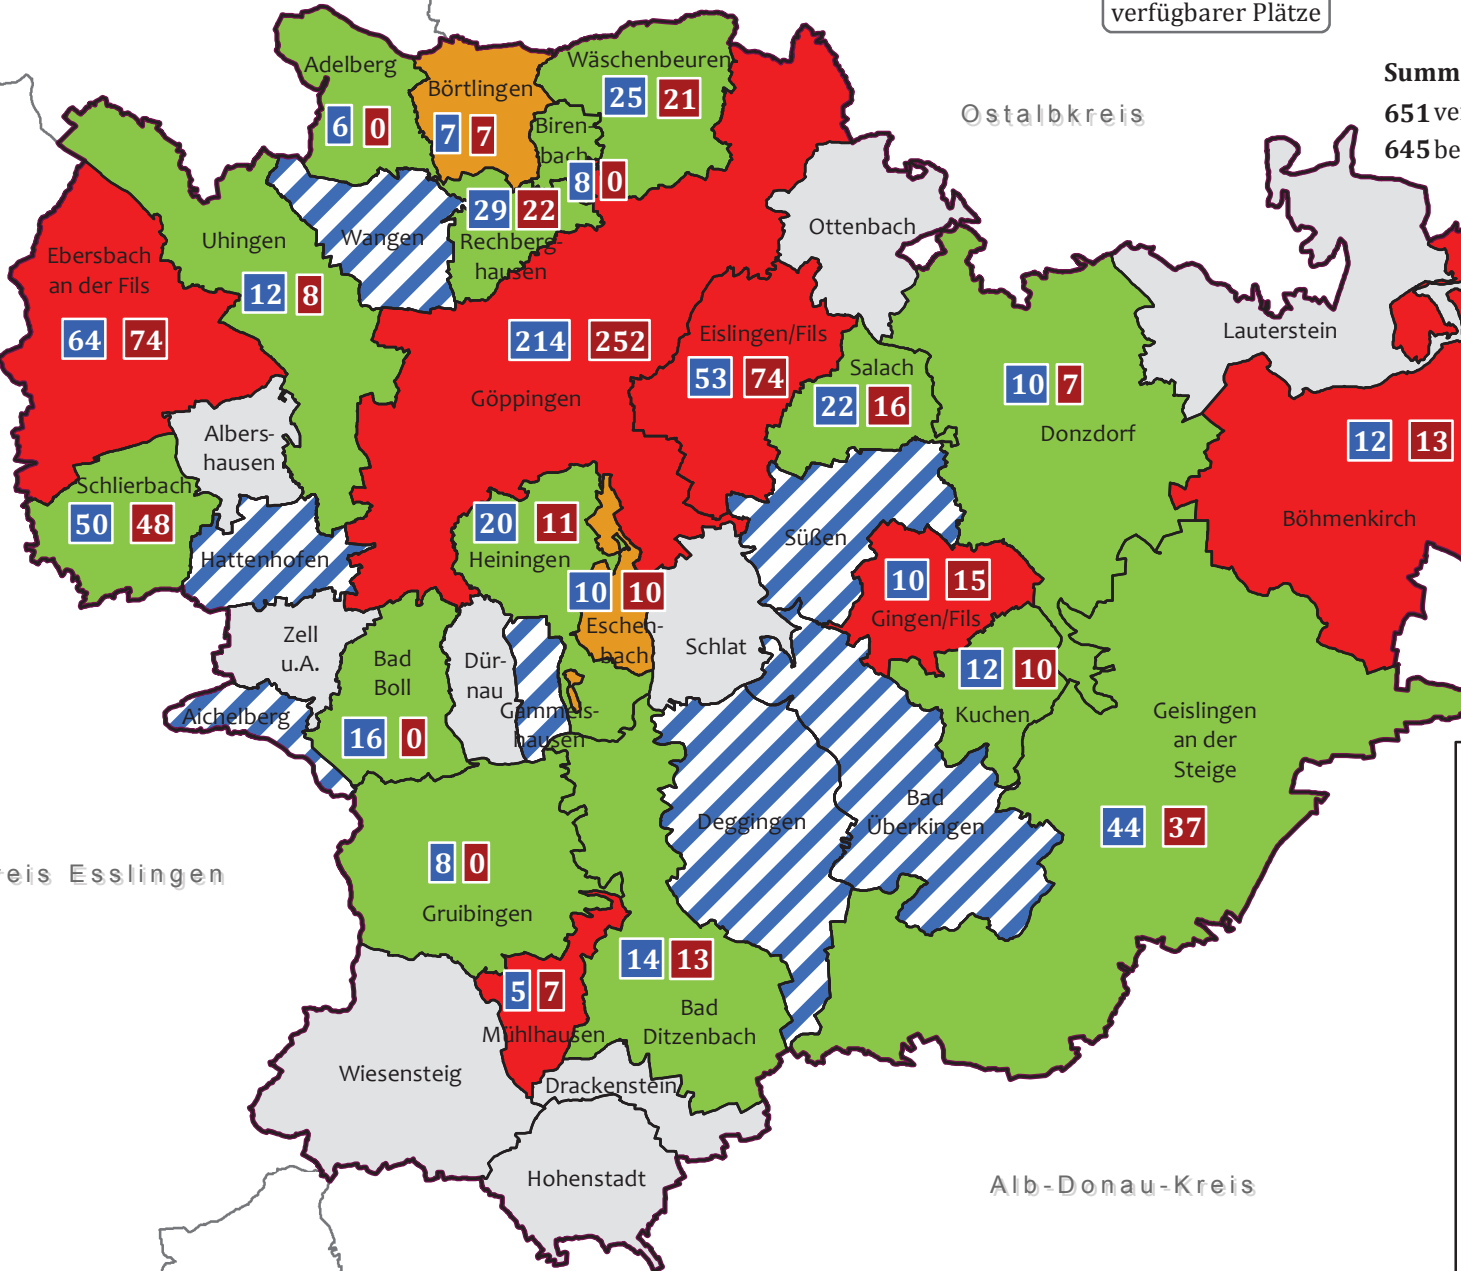 verfügbarer Plätze
Summ
651 ve
645 be
Ostalbkreis
Adelberg
6 0
Börtlingen
7 7
Wäschenbeuren
25 21
Biren-
bach
8 0
29 22
Rechberg-
hausen
Wangen
Uhingen
12 8
Ebersbach
an der Fils
64 74
Ottenbach
Lauterstein
214 252
Göppingen
Eislingen/Fils
53 74
Salach
22 16
10 7
Donzdorf
12 13
Böhmenkirch
Albers-
hausen
Schlierbach
50 48
Hattenhofen
20 11
Heiningen
10 10
Eschen-
bach
Süßen
10 15
Gingen/Fils
Schlat
Zell
u.A.
Bad
Boll
16 0
Dür-
nau
Gammels-
hausen
Aichelberg
12 10
Kuchen
Geislingen
an der
Steige
44 37
Deggingen
Bad
Überkingen
eis Esslingen
8 0
Gruibingen
14 13
Bad
Ditzenbach
5 7
Mühlhausen
Wiesensteig
Drackenstein
Hohenstadt
Alb-Donau-Kreis